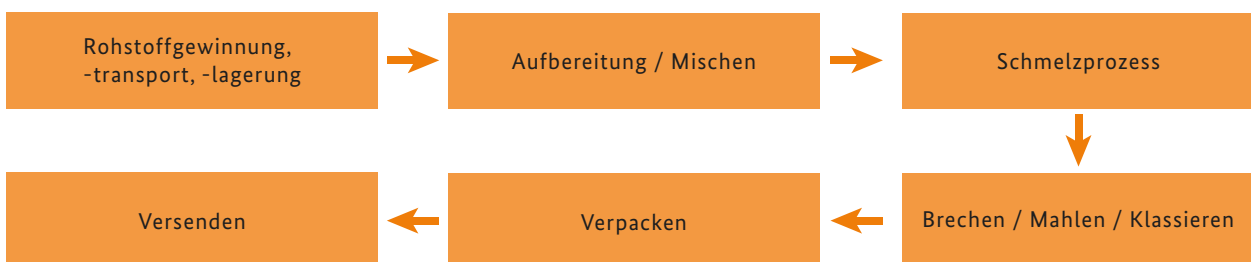 Rohstoffgewinnung,
-transport, -lagerung
Aufbereitung / Mischen
Schmelzprozess
Brechen / Mahlen / Klassieren
Verpacken
Versenden